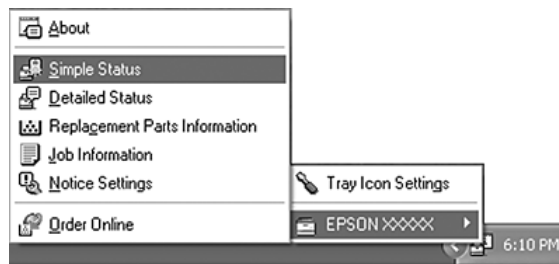 About
Simple Status
Detailed Status
Replacement Parts Information
Job Information
Notice Settings
Order Online
Tray Icon Settings
EPSON XXXXX
6:10 PM